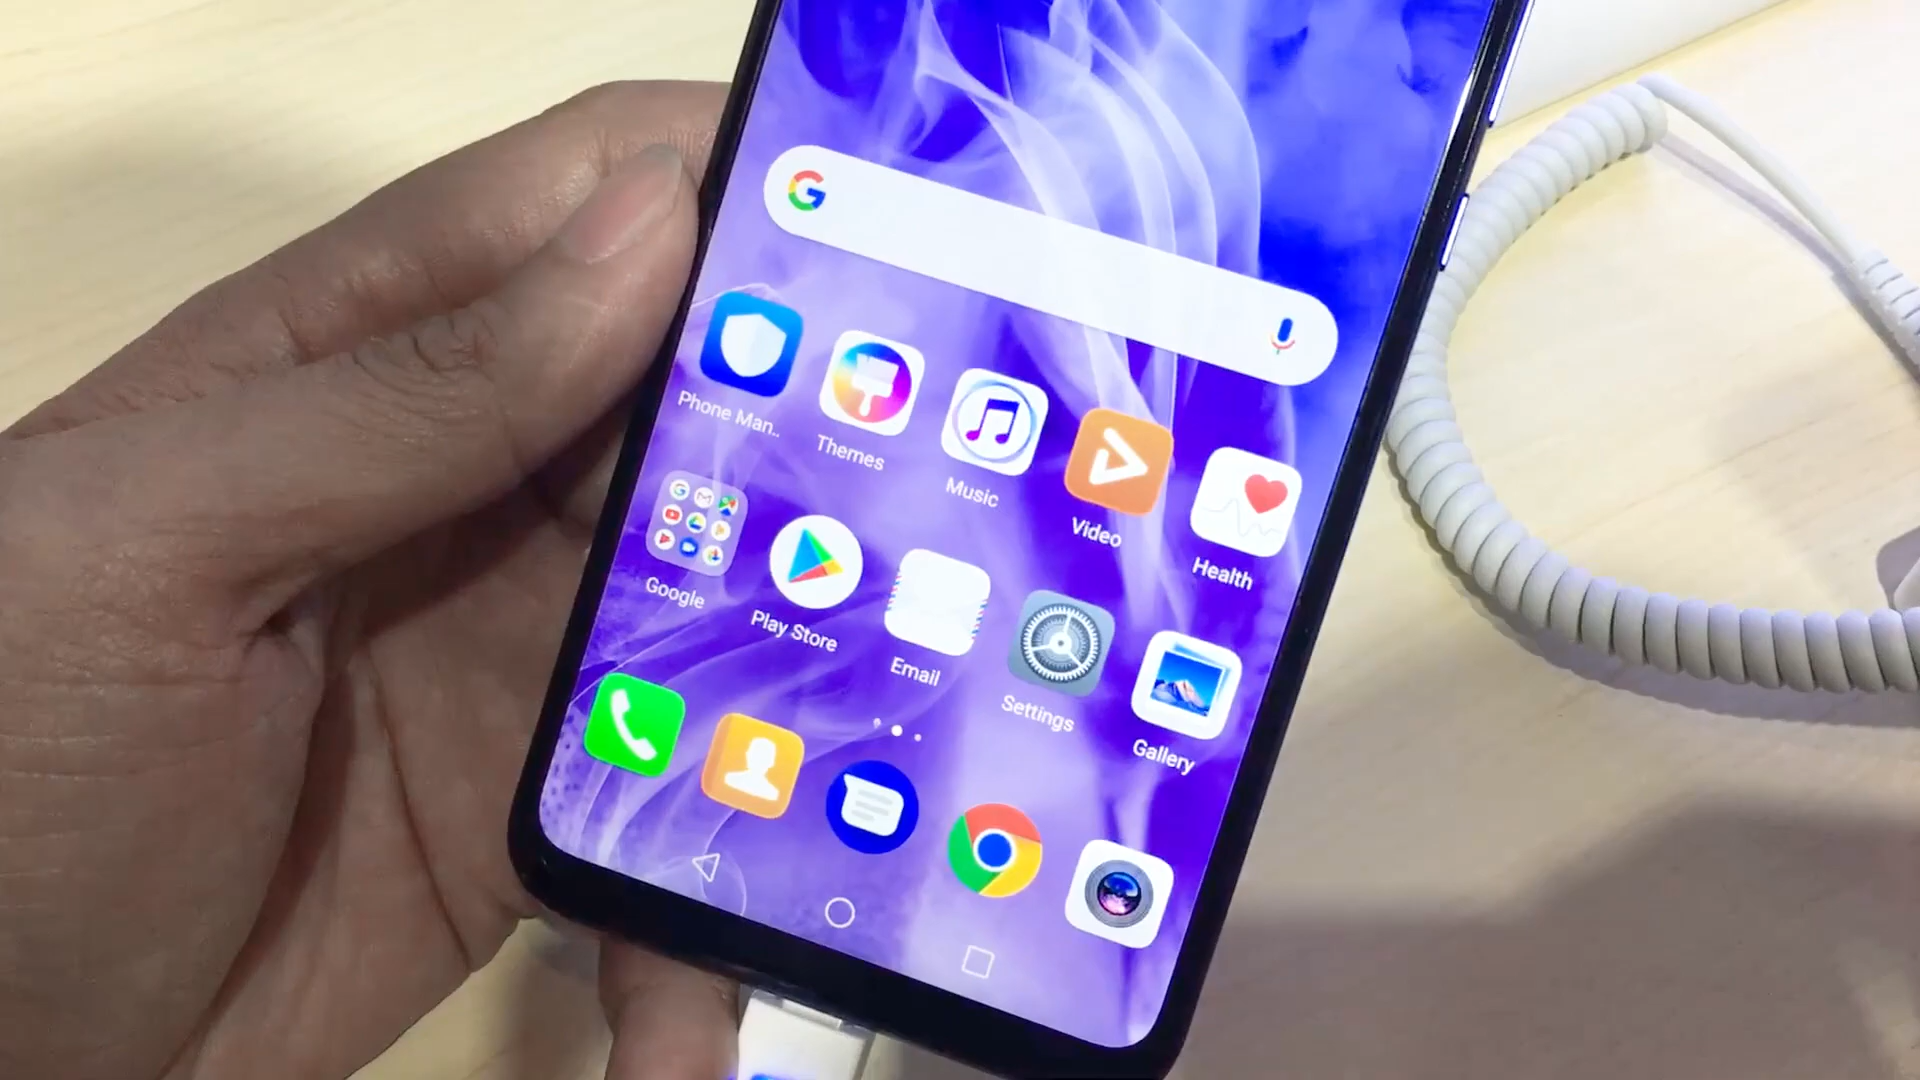 G
Phone Man..
Themes
Music
Video
Health
Google
Play Store
Email
Settings
Gallery